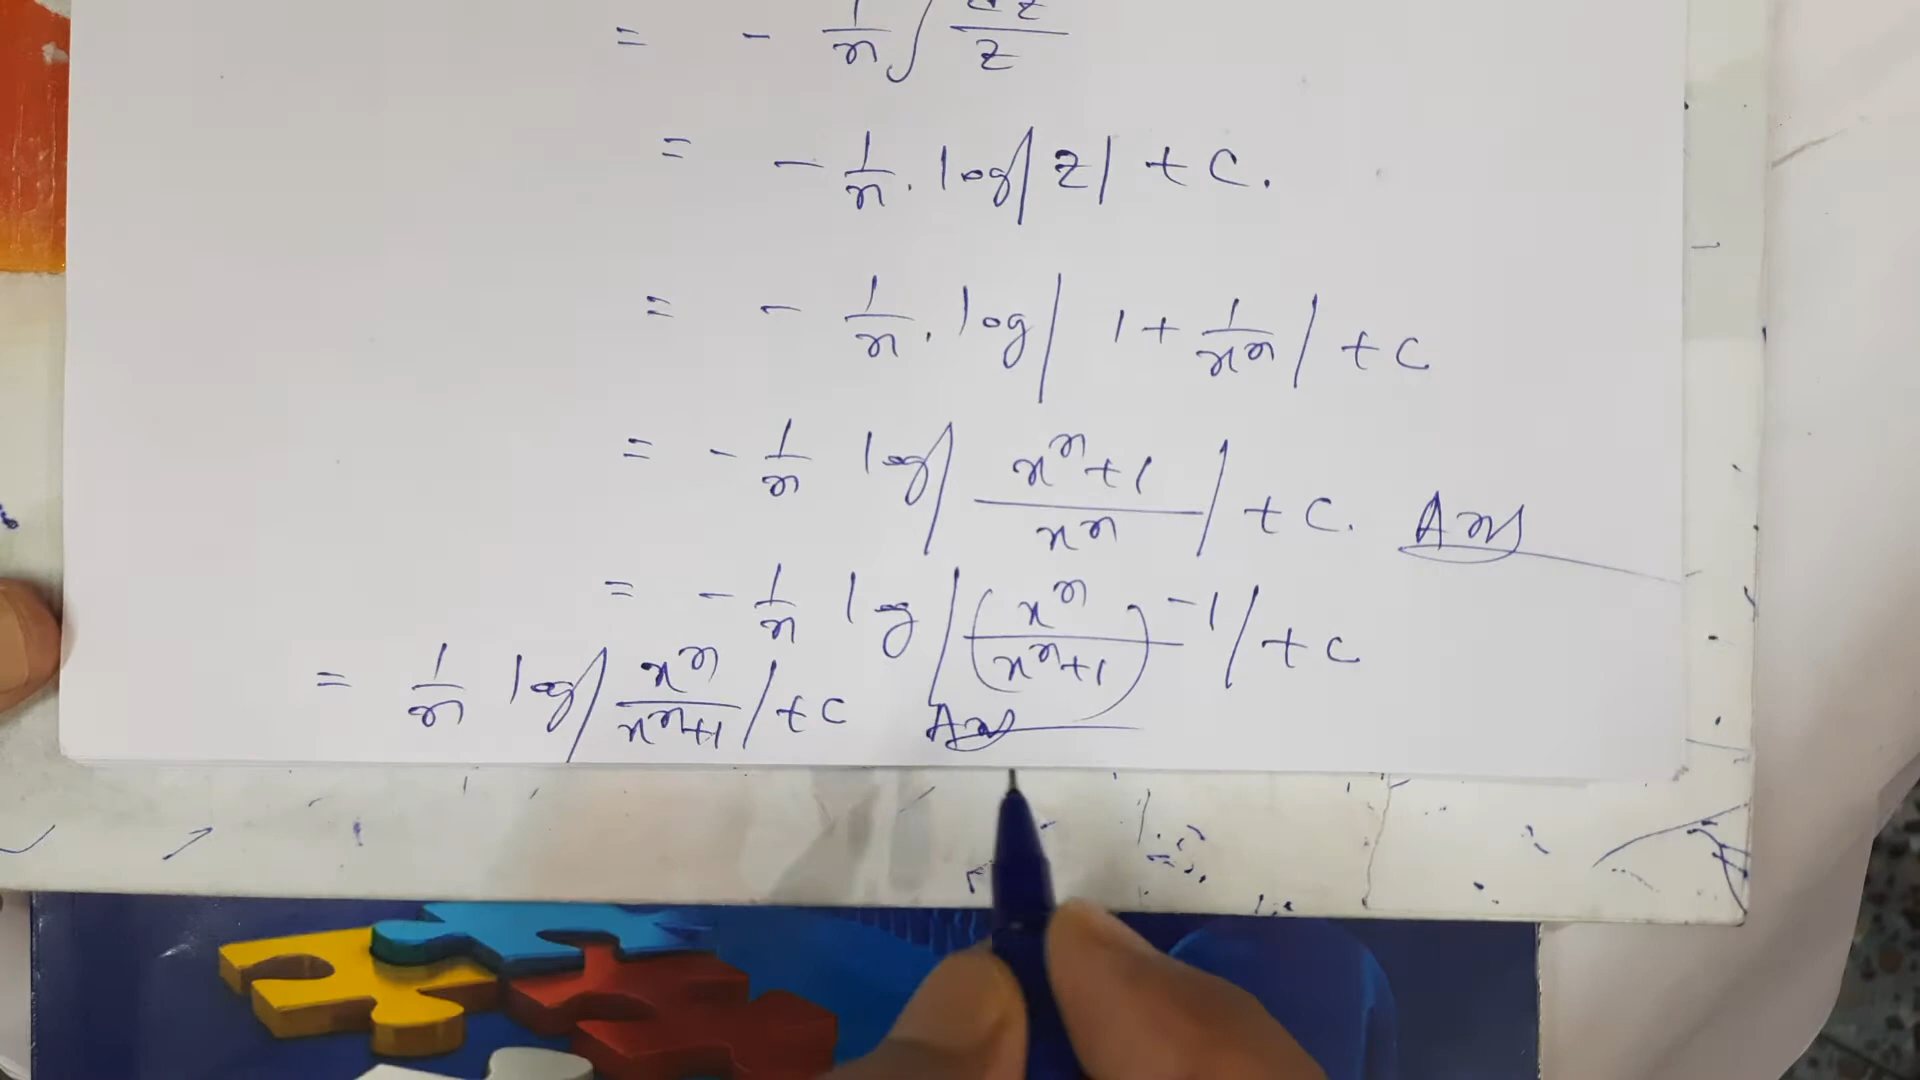 = - 1/n ∫ dz/z
= - 1/n . log|z| + C.
= - 1/n . log| 1 + 1/xⁿ | + C
= - 1/n log| (xⁿ+1)/xⁿ | + C. Ans
= - 1/n log| (xⁿ/(xⁿ+1))⁻¹ | + C
= 1/n log| xⁿ/(xⁿ+1) | + C Ans